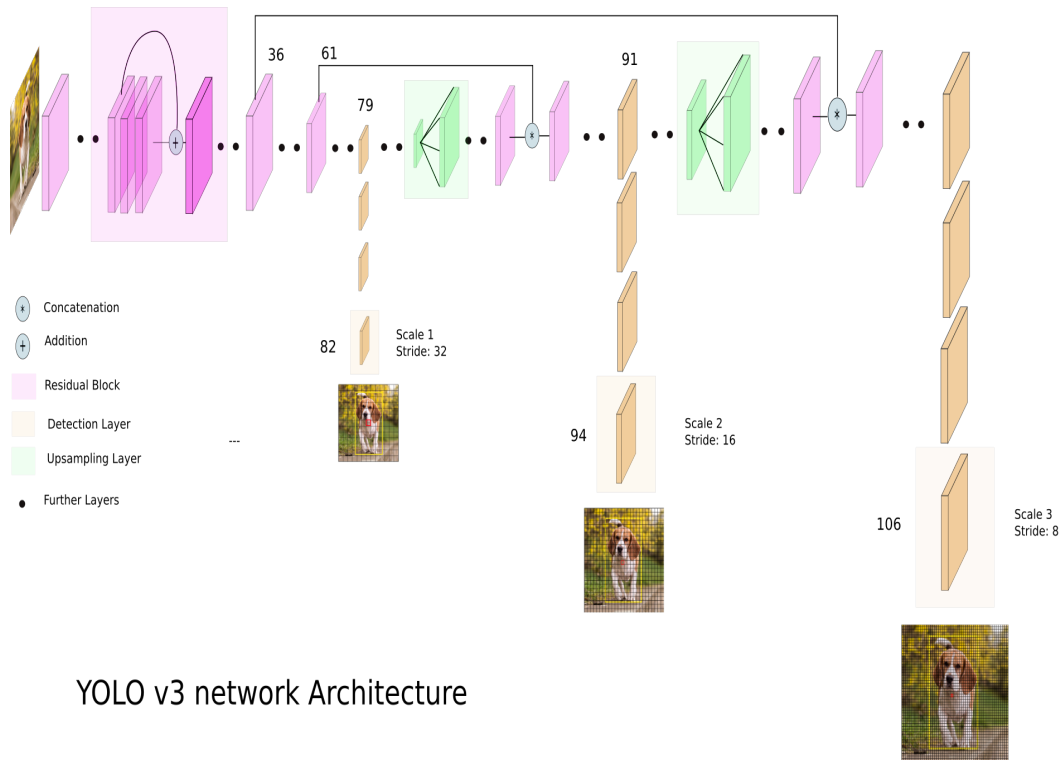 36
61
91
79
*
*
+
* Concatenation
+ Addition
Residual Block
Detection Layer
Upsampling Layer
Further Layers
---
82
Scale 1
Stride: 32
94
Scale 2
Stride: 16
106
Scale 3
Stride: 8
YOLO v3 network Architecture